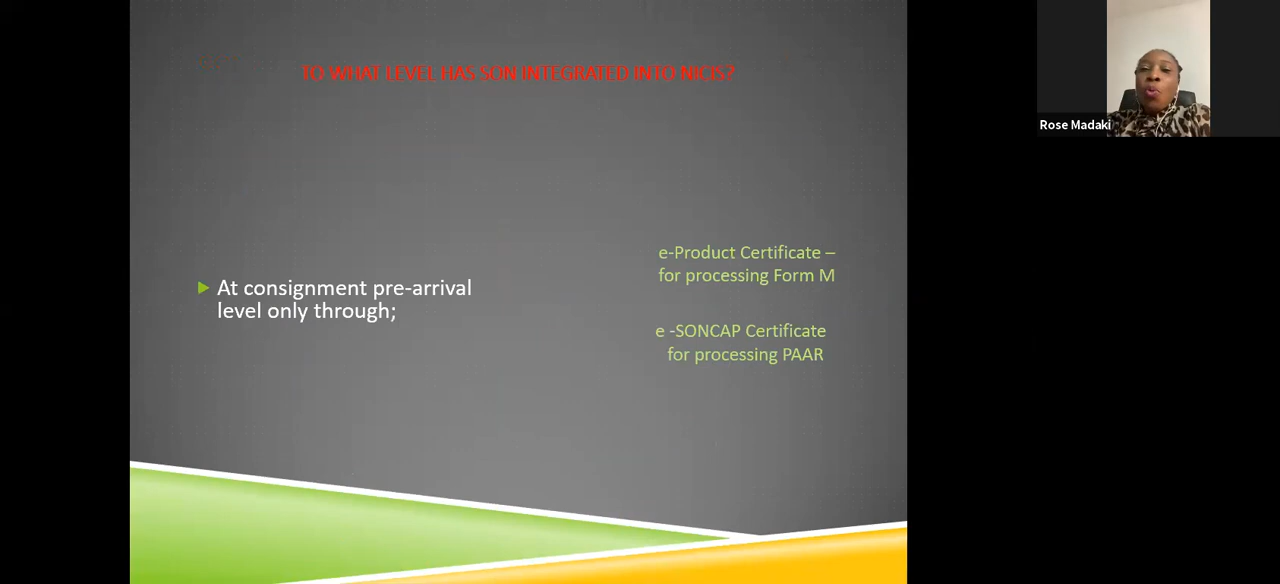 TO WHAT LEVEL HAS SON INTEGRATED INTO NICIS?
At consignment pre-arrival
level only through;
e-Product Certificate –
for processing Form M
e -SONCAP Certificate
for processing PAAR
Rose Madaki